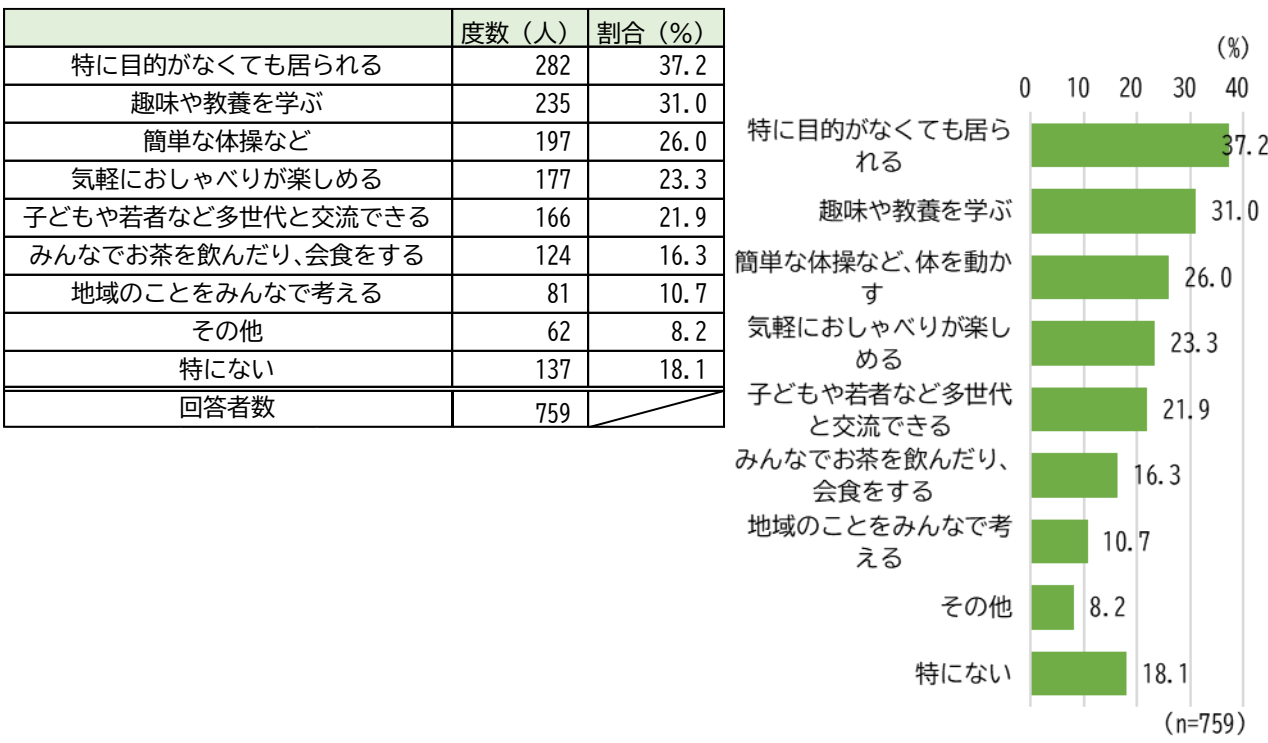 度数（人） 割合（%）
特に目的がなくても居られる 282 37.2
趣味や教養を学ぶ 235 31.0
簡単な体操など 197 26.0
気軽におしゃべりが楽しめる 177 23.3
子どもや若者など多世代と交流できる 166 21.9
みんなでお茶を飲んだり、会食をする 124 16.3
地域のことをみんなで考える 81 10.7
その他 62 8.2
特にない 137 18.1
回答者数 759
（%）
0 10 20 30 40
特に目的がなくても居ら
れる
37.2
趣味や教養を学ぶ 31.0
簡単な体操など、体を動か
す
26.0
気軽におしゃべりが楽し
める
23.3
子どもや若者など多世代
と交流できる
21.9
みんなでお茶を飲んだり、
会食をする
16.3
地域のことをみんなで考
える
10.7
その他 8.2
特にない 18.1
（n=759）